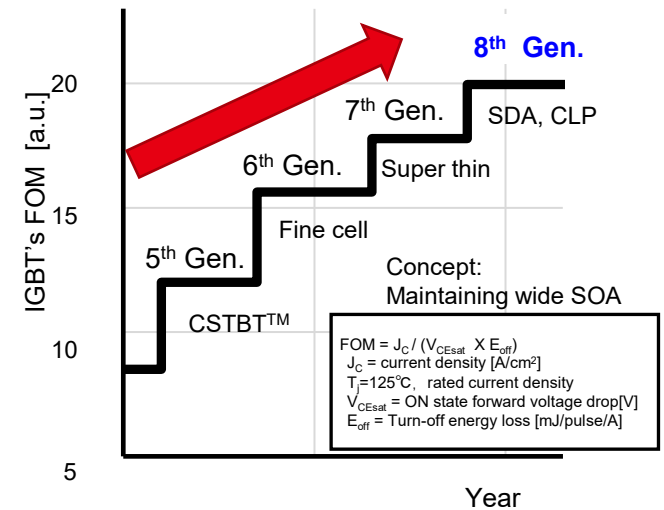 8th Gen.
20
7th Gen.
SDA, CLP
6th Gen.
Super thin
15
Fine cell
5th Gen.
Concept:
Maintaining wide SOA
CSTBTTM
10
FOM = JC / (VCEsat X Eoff)
JC = current density [A/cm²]
Tj=125℃, rated current density
VCEsat = ON state forward voltage drop[V]
Eoff = Turn-off energy loss [mJ/pulse/A]
5
Year
IGBT's FOM [a.u.]